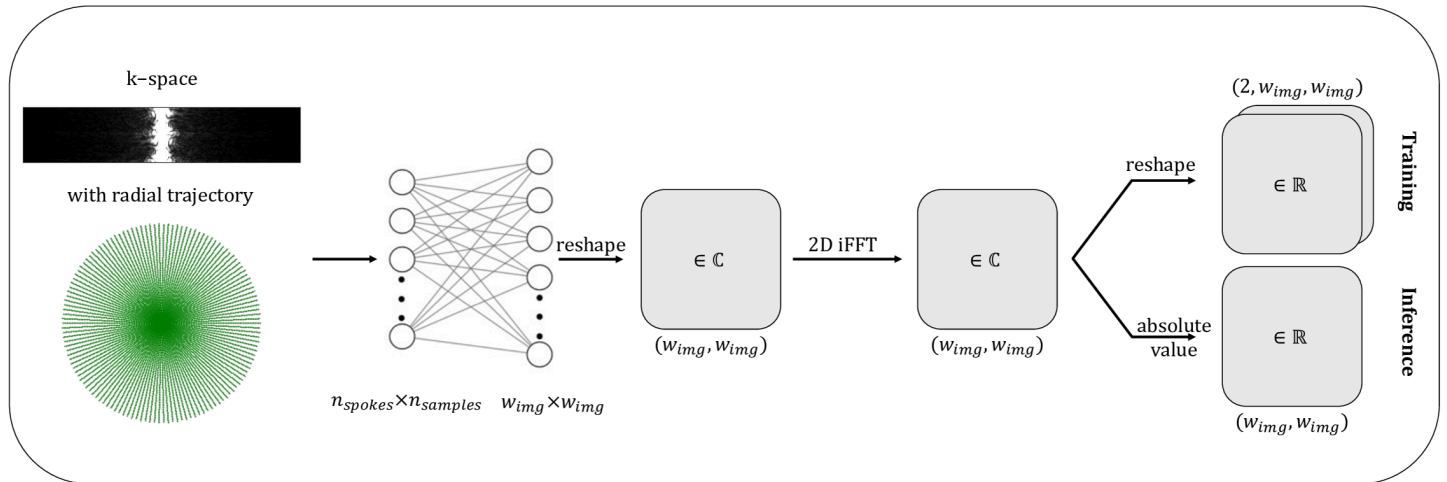 k−space
with radial trajectory
n_spokes×n_samples
w_img×w_img
reshape
∈ ℂ
(w_img, w_img)
2D iFFT
∈ ℂ
(w_img, w_img)
reshape
(2, w_img, w_img)
∈ ℝ
Training
absolute
value
∈ ℝ
(w_img, w_img)
Inference